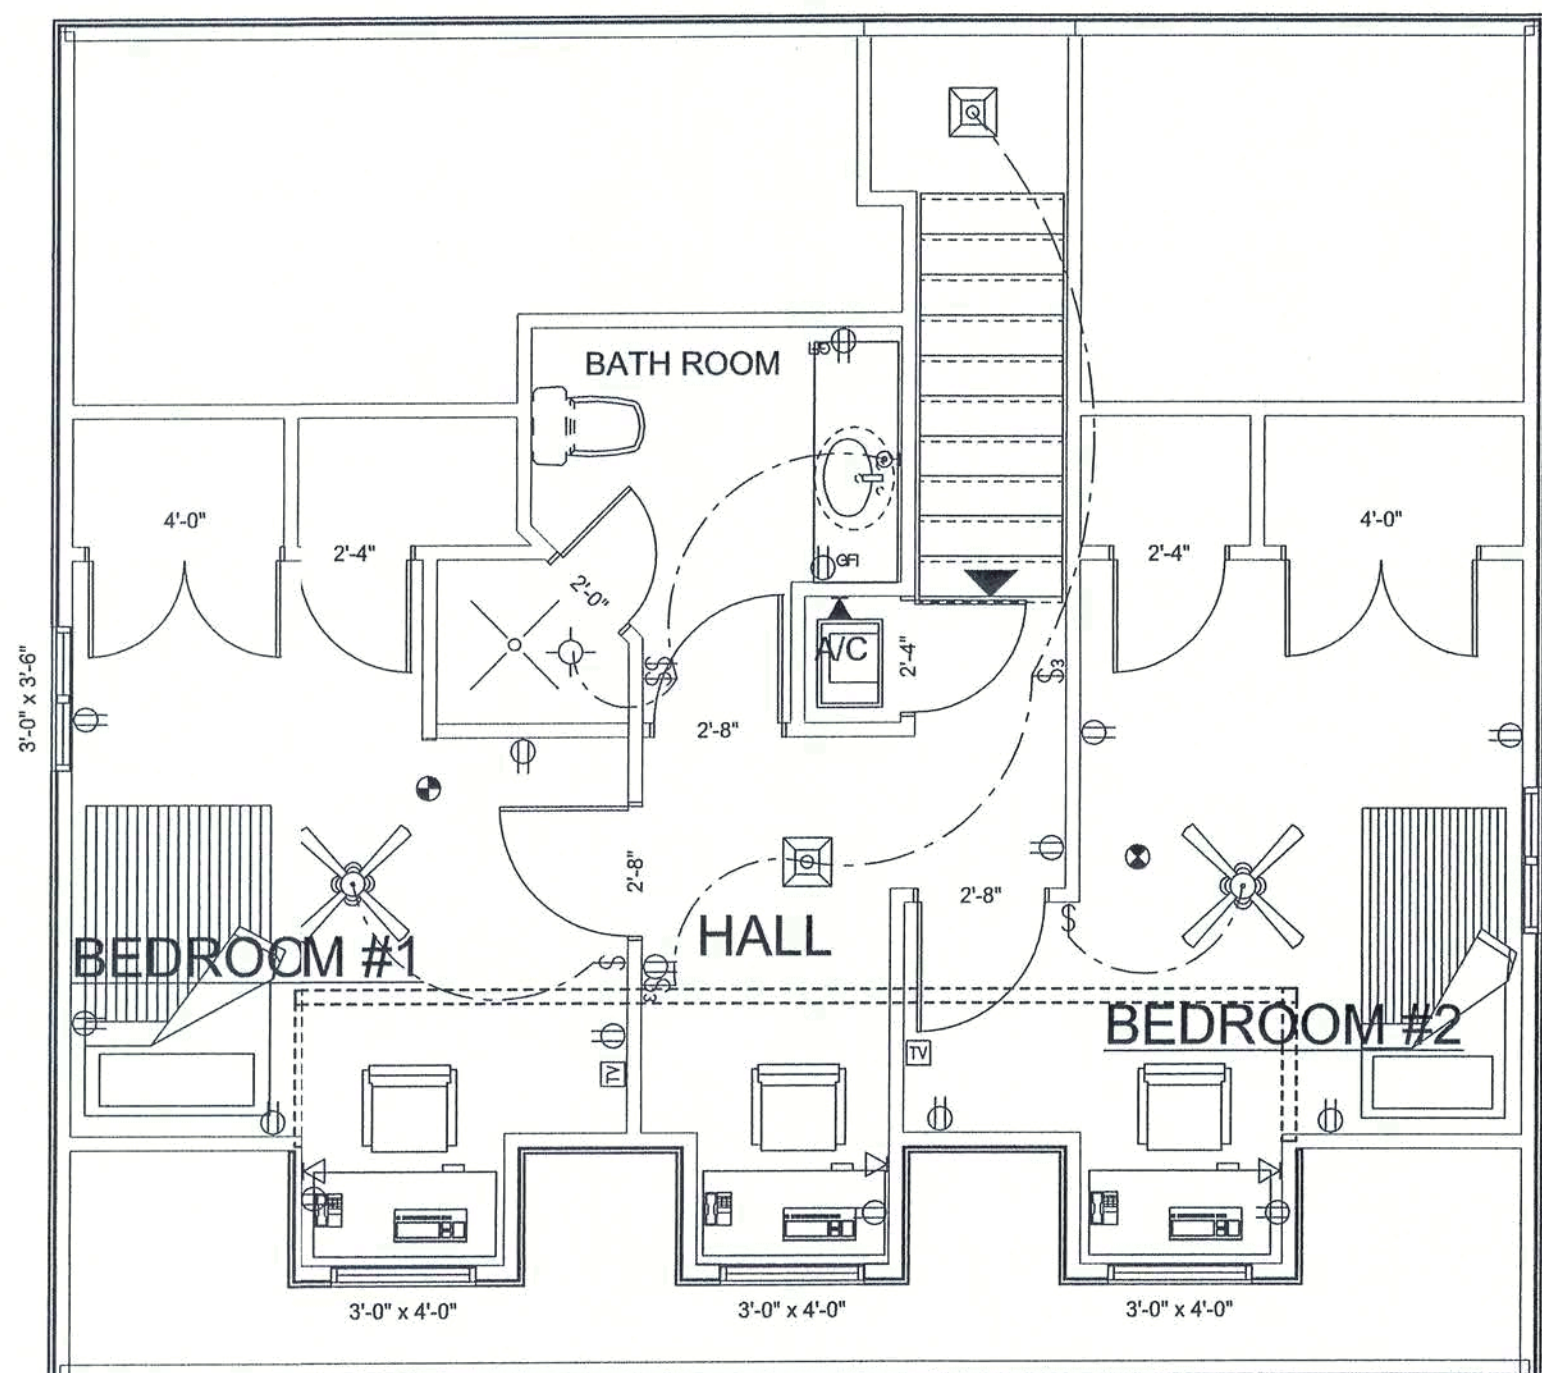 BATH ROOM
GFI
4'-0"
2'-4"
2'-0"
GFI
2'-4"
4'-0"
3'-0" x 3'-6"
A/C
2'-4"
$$
$3
2'-8"
2'-8"
2'-8"
$
HALL
BEDROOM #1
$
$3
BEDROOM #2
TV
TV
3'-0" x 4'-0"
3'-0" x 4'-0"
3'-0" x 4'-0"